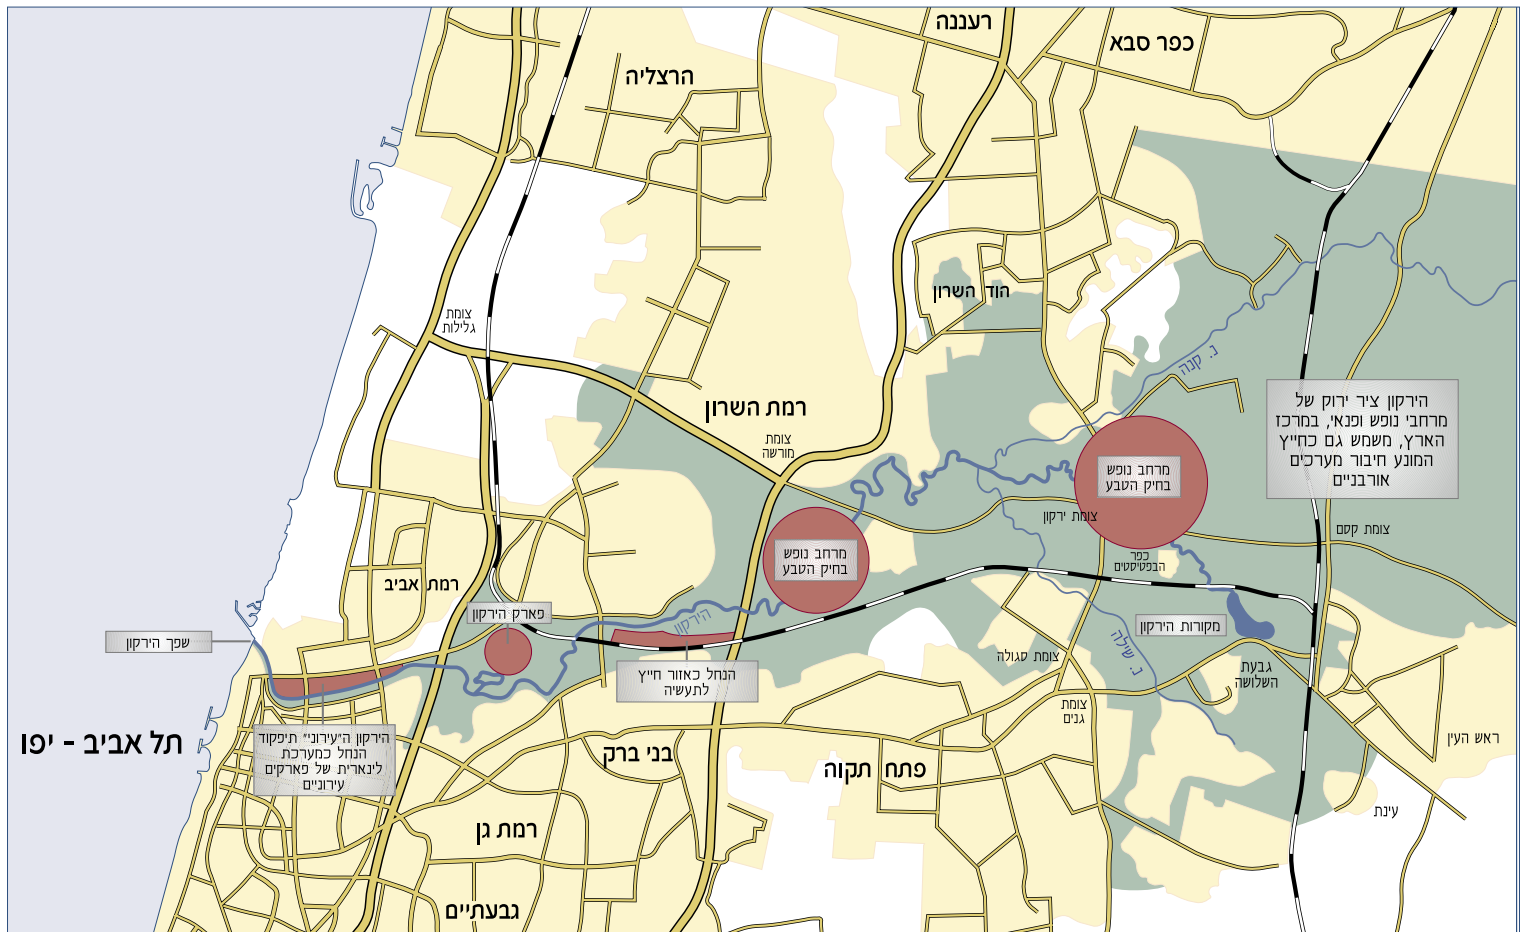 רעננה
כפר סבא
הרצליה
הוד השרון
צומת
גלילות
נ. קנה
הירקון ציר ירוק של
מרחבי נופש ופנאי, במרכז
הארץ, משמש גם כחייץ
המונע חיבור מערכים
אורבניים
רמת השרון
צומת
מורשה
מרחב נופש
בחיק הטבע
צומת ירקון
צומת קסם
מרחב נופש
בחיק הטבע
כפר
הבפטיסטים
רמת אביב
פארק הירקון
הירקון
מקורות הירקון
שפך הירקון
נ. שילה
צומת סגולה
הנחל כאזור חייץ
לתעשיה
גבעת
השלושה
צומת
גנים
תל אביב - יפו
הירקון ה"עירוני" תיפקוד
הנחל כמערכת
לינארית של פארקים
עירוניים
בני ברק
פתח תקוה
ראש העין
עינת
רמת גן
גבעתיים